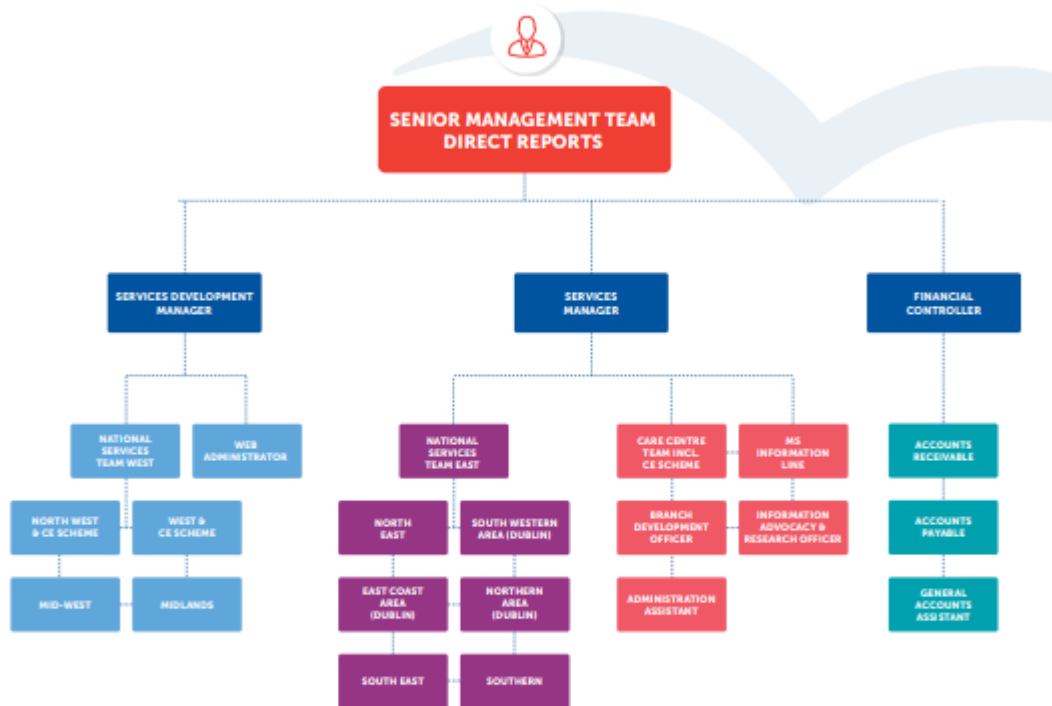 SENIOR MANAGEMENT TEAM
DIRECT REPORTS
SERVICES DEVELOPMENT
MANAGER
SERVICES
MANAGER
FINANCIAL
CONTROLLER
NATIONAL
SERVICES
TEAM WEST
WEB
ADMINISTRATOR
NATIONAL
SERVICES
TEAM EAST
CARE CENTRE
TEAM INCL.
CE SCHEME
MS
INFORMATION
LINE
ACCOUNTS
RECEIVABLE
NORTH WEST
& CE SCHEME
WEST &
CE SCHEME
NORTH
EAST
SOUTH WESTERN
AREA (DUBLIN)
BRANCH
DEVELOPMENT
OFFICER
INFORMATION
ADVOCACY &
RESEARCH OFFICER
ACCOUNTS
PAYABLE
MID-WEST
MIDLANDS
EAST COAST
AREA
(DUBLIN)
NORTHERN
AREA
(DUBLIN)
ADMINISTRATION
ASSISTANT
GENERAL
ACCOUNTS
ASSISTANT
SOUTH EAST
SOUTHERN